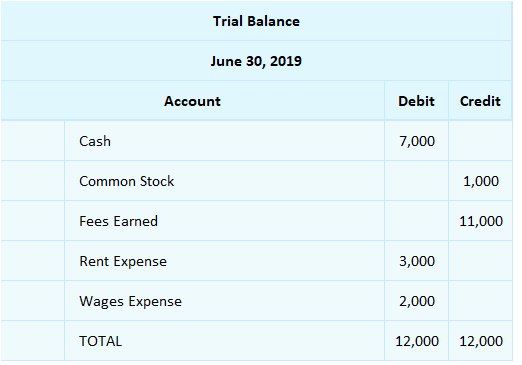 Trial Balance
June 30, 2019
Account Debit Credit
Cash 7,000
Common Stock 1,000
Fees Earned 11,000
Rent Expense 3,000
Wages Expense 2,000
TOTAL 12,000 12,000